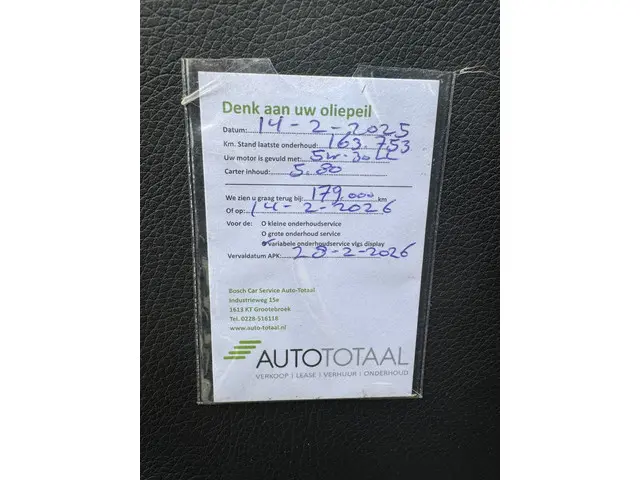 Denk aan uw oliepeil
Datum: 14-2-2025
Km. Stand laatste onderhoud: 163.753
Uw motor is gevuld met: 5w-30LL
Carter inhoud: 5.80
We zien u graag terug bij: 179.000 km
Of op: 14-2-2026
Voor de: O kleine onderhoudservice
O grote onderhoud service
O variabele onderhoudservice vlgs display
Vervaldatum APK: 28-2-2026
Bosch Car Service Auto-Totaal
Industrieweg 15e
1613 KT Grootebroek
Tel. 0228-516116
www.auto-totaal.nl
AUTOTOTAAL
VERKOOP | LEASE | VERHUUR | ONDERHOUD